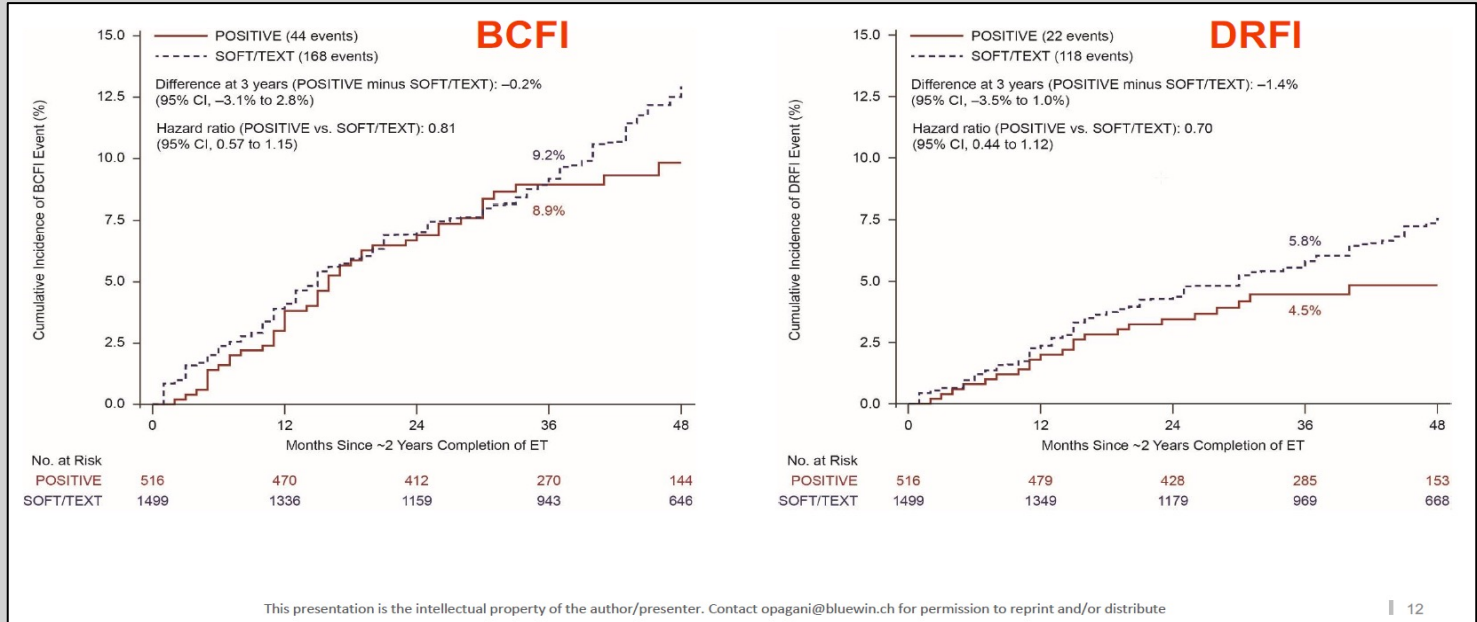 BCFI
15.0
12.5
10.0
7.5
5.0
2.5
0.0
Cumulative Incidence of BCFI Event (%)
POSITIVE (44 events)
SOFT/TEXT (168 events)
Difference at 3 years (POSITIVE minus SOFT/TEXT): –0.2%
(95% CI, –3.1% to 2.8%)
Hazard ratio (POSITIVE vs. SOFT/TEXT): 0.81
(95% CI, 0.57 to 1.15)
9.2%
8.9%
0 12 24 36 48
Months Since ~2 Years Completion of ET
No. at Risk
POSITIVE 516 470 412 270 144
SOFT/TEXT 1499 1336 1159 943 646
DRFI
15.0
12.5
10.0
7.5
5.0
2.5
0.0
Cumulative Incidence of DRFI Event (%)
POSITIVE (22 events)
SOFT/TEXT (118 events)
Difference at 3 years (POSITIVE minus SOFT/TEXT): –1.4%
(95% CI, –3.5% to 1.0%)
Hazard ratio (POSITIVE vs. SOFT/TEXT): 0.70
(95% CI, 0.44 to 1.12)
5.8%
4.5%
0 12 24 36 48
Months Since ~2 Years Completion of ET
No. at Risk
POSITIVE 516 479 428 285 153
SOFT/TEXT 1499 1349 1179 969 668
This presentation is the intellectual property of the author/presenter. Contact opagani@bluewin.ch for permission to reprint and/or distribute
12